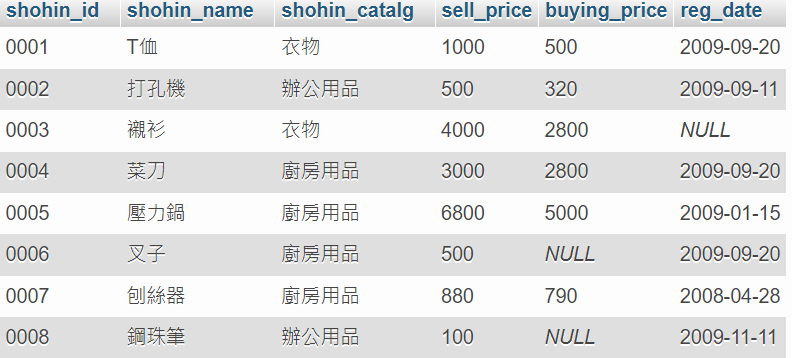 shohin_id shohin_name shohin_catalg sell_price buying_price reg_date
0001 T恤 衣物 1000 500 2009-09-20
0002 打孔機 辦公用品 500 320 2009-09-11
0003 襯衫 衣物 4000 2800 NULL
0004 菜刀 廚房用品 3000 2800 2009-09-20
0005 壓力鍋 廚房用品 6800 5000 2009-01-15
0006 叉子 廚房用品 500 NULL 2009-09-20
0007 刨絲器 廚房用品 880 790 2008-04-28
0008 鋼珠筆 辦公用品 100 NULL 2009-11-11